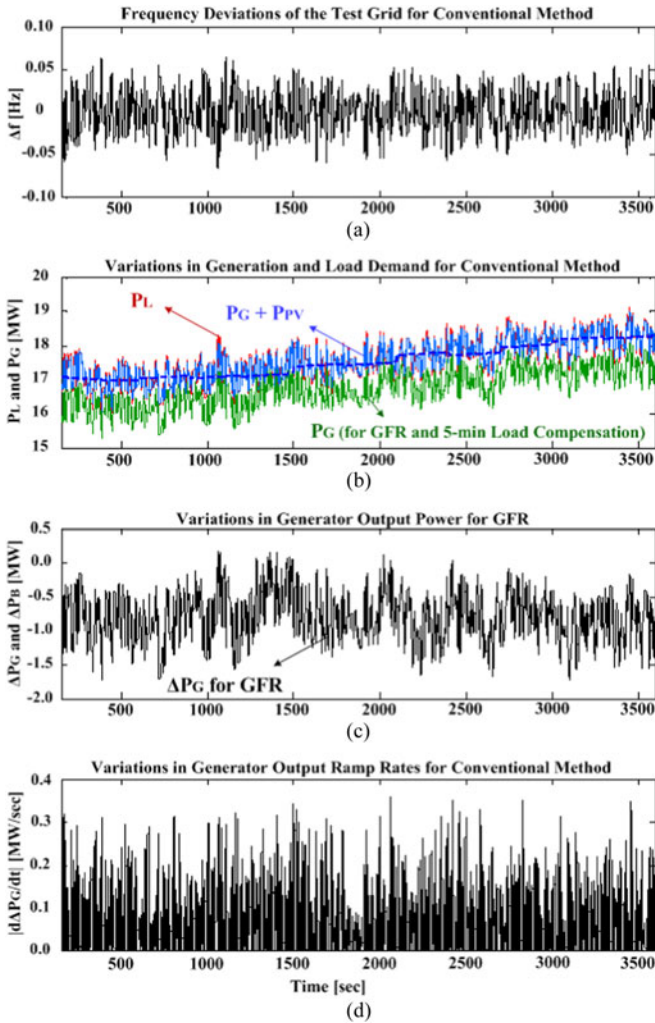 Frequency Deviations of the Test Grid for Conventional Method
Δf [Hz]
0.10
0.05
0
-0.05
-0.10
500 1000 1500 2000 2500 3000 3500
(a)
Variations in Generation and Load Demand for Conventional Method
PL and PG [MW]
20
19
18
17
16
15
PL
PG + PPV
PG (for GFR and 5-min Load Compensation)
500 1000 1500 2000 2500 3000 3500
(b)
Variations in Generator Output Power for GFR
ΔPG and ΔPB [MW]
0.5
0.0
-0.5
-1.0
-1.5
-2.0
ΔPG for GFR
500 1000 1500 2000 2500 3000 3500
(c)
Variations in Generator Output Ramp Rates for Conventional Method
|dΔPG/dt| [MW/sec]
0.4
0.3
0.2
0.1
0.0
500 1000 1500 2000 2500 3000 3500
Time [sec]
(d)